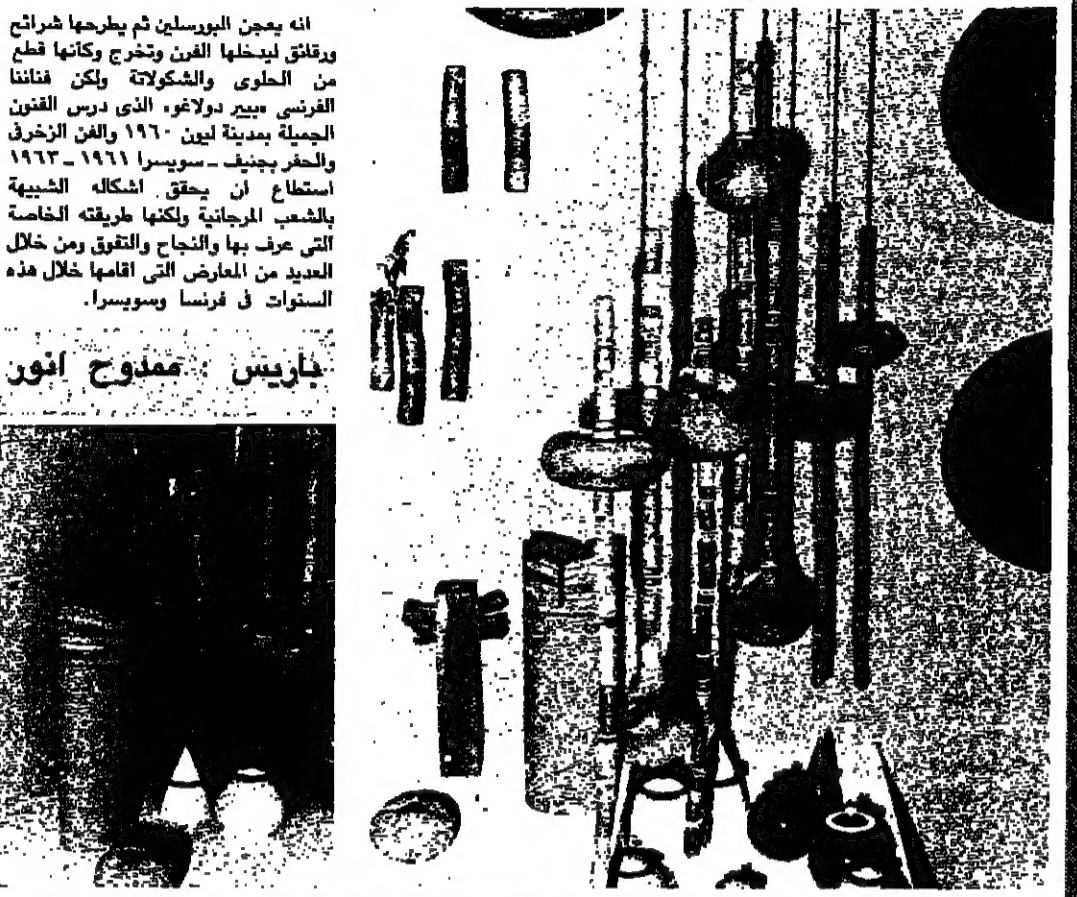 انه يعجن البورسلين ثم يطرحها شرائح
ورقائق ليدخلها الفرن وتخرج وكأنها قطع
من الحلوى والشكولاتة ولكن فناننا
الفرنسى «بيير دولاغو» الذى درس الفنون
الجميلة بمدينة ليون ١٩٦٠ والفن الزخرفى
والحفر بجنيف ـ سويسرا ١٩٦١ ـ ١٩٦٣
استطاع ان يحقق اشكاله الشبيهة
بالشعب المرجانية ولكنها طريقته الخاصة
التى عرف بها والنجاح والتفوق ومن خلال
العديد من المعارض التى اقامها خلال هذه
السنوات فى فرنسا وسويسرا.
باريس : ممدوح انور